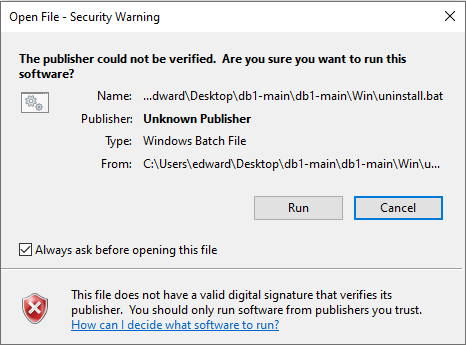 Open File - Security Warning
The publisher could not be verified. Are you sure you want to run this
software?
Name: ...dward\Desktop\db1-main\db1-main\Win\uninstall.bat
Publisher: Unknown Publisher
Type: Windows Batch File
From: C:\Users\edward\Desktop\db1-main\db1-main\Win\u...
Run Cancel
Always ask before opening this file
This file does not have a valid digital signature that verifies its
publisher. You should only run software from publishers you trust.
How can I decide what software to run?